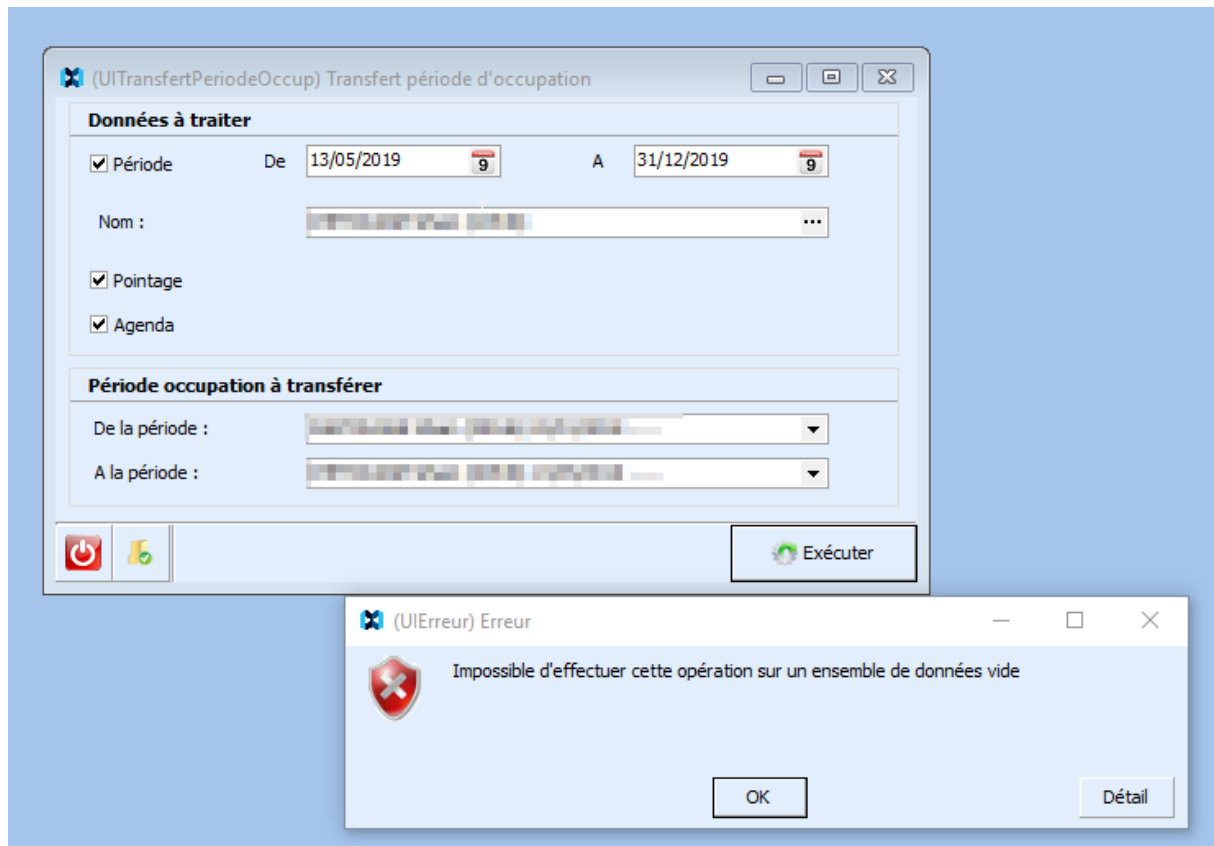 (UITransfertPeriodeOccup) Transfert période d'occupation
Données à traiter
Période De 13/05/2019 A 31/12/2019
Nom :
Pointage
Agenda
Période occupation à transférer
De la période :
A la période :
Exécuter
(UIErreur) Erreur
Impossible d'effectuer cette opération sur un ensemble de données vide
OK Détail